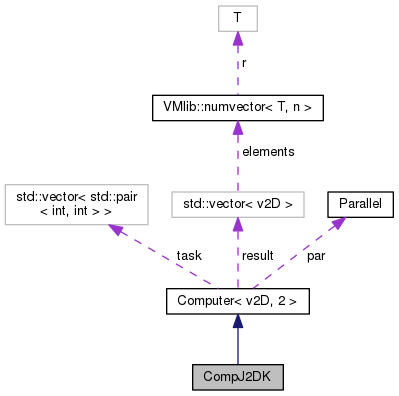 T
r
VMlib::numvector< T, n >
elements
std::vector< std::pair
< int, int > >
std::vector< v2D >
Parallel
task
result
par
Computer< v2D, 2 >
CompJ2DK